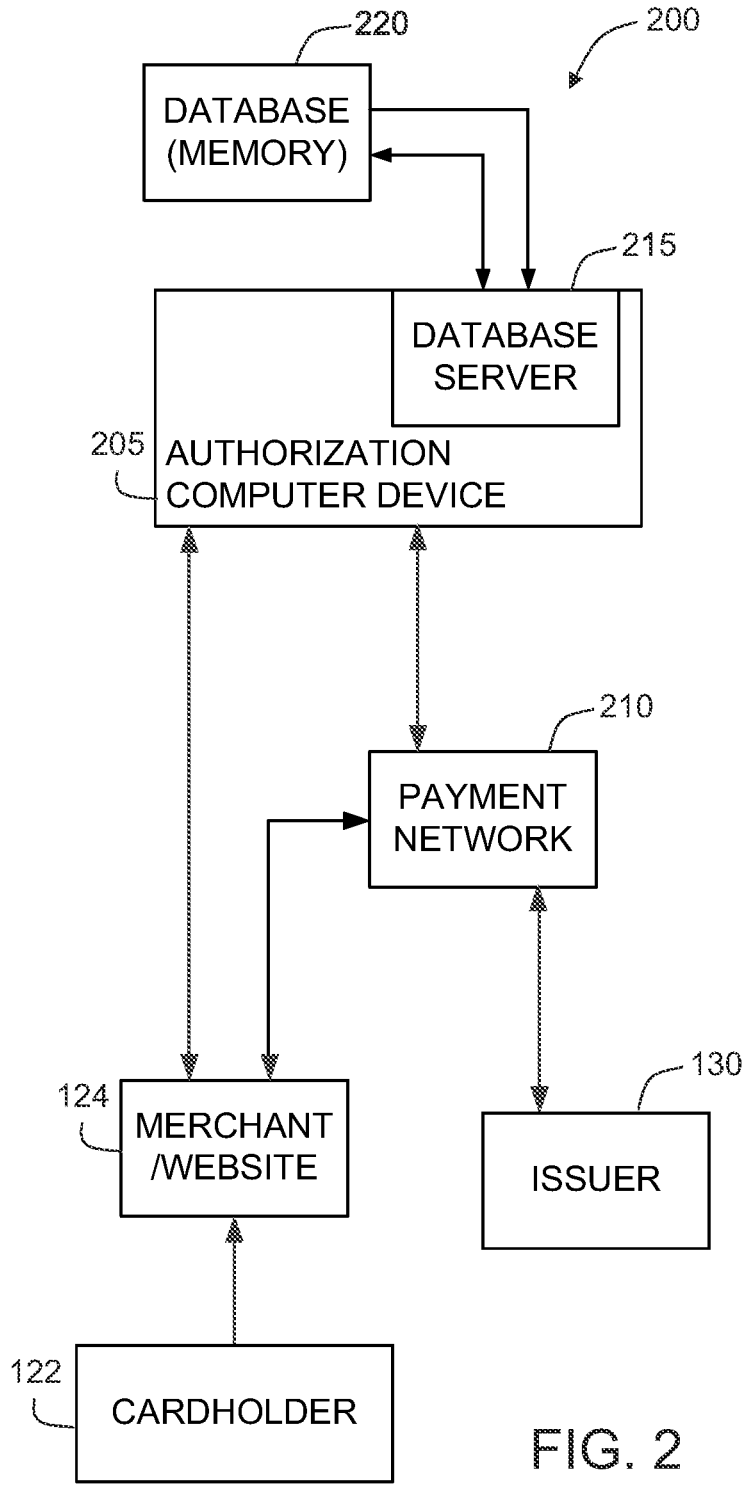 220
200
DATABASE
(MEMORY)
215
DATABASE
SERVER
205
AUTHORIZATION
COMPUTER DEVICE
210
PAYMENT
NETWORK
124
MERCHANT
/WEBSITE
130
ISSUER
122
CARDHOLDER
FIG. 2